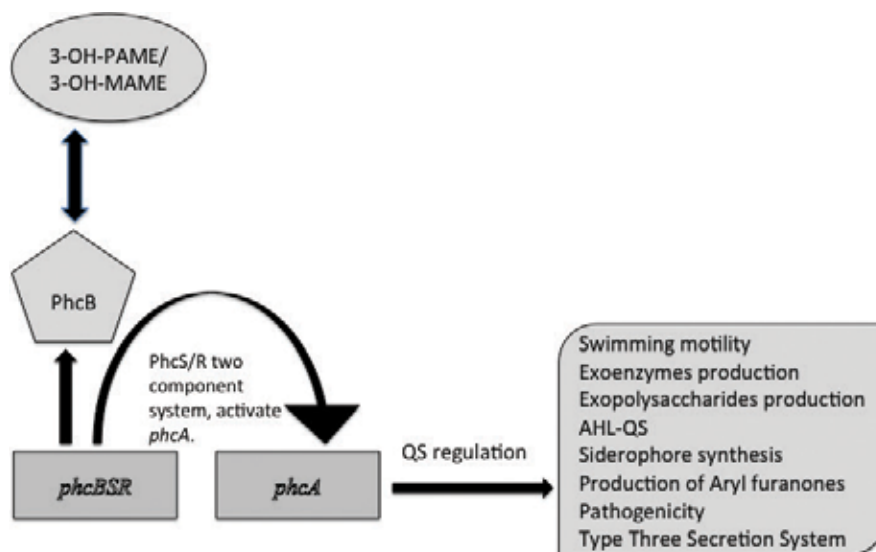 3-OH-PAME/
3-OH-MAME
PhcB
PhcS/R two
component
system, activate
phcA.
phcBSR
phcA
QS regulation
Swimming motility
Exoenzymes production
Exopolysaccharides production
AHL-QS
Siderophore synthesis
Production of Aryl furanones
Pathogenicity
Type Three Secretion System